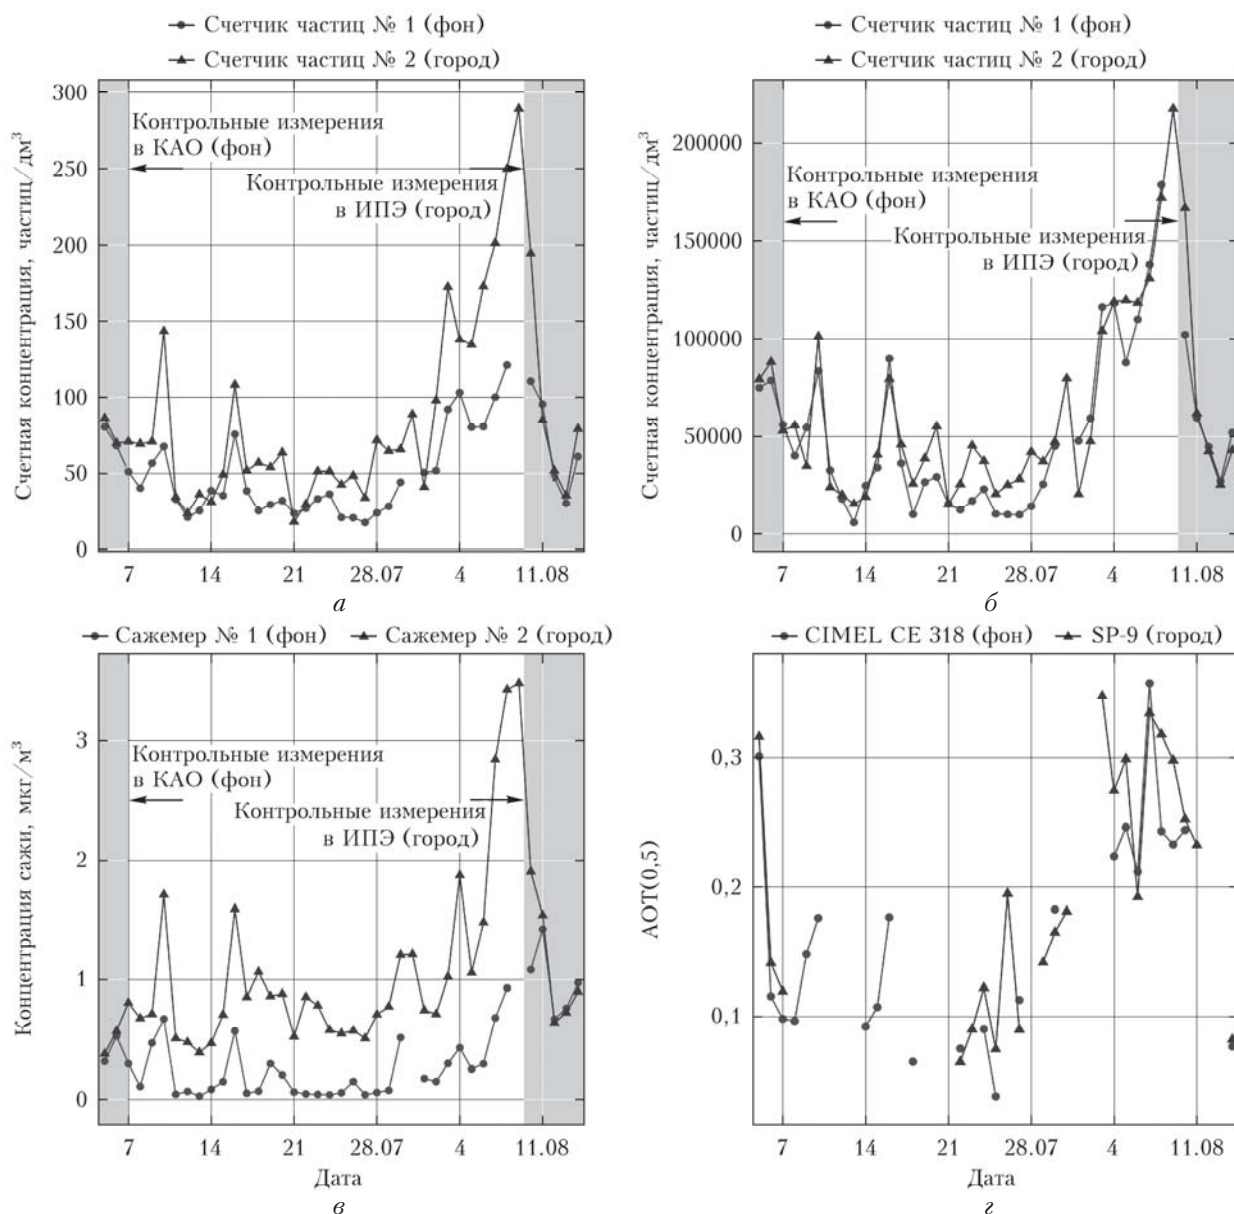 Счетчик частиц № 1 (фон)
Счетчик частиц № 2 (город)
Счетная концентрация, частиц/дм³
300
250
200
150
100
50
0
Контрольные измерения
в КАО (фон)
Контрольные измерения
в ИПЭ (город)
7 14 21 28.07 4 11.08
а
Счетчик частиц № 1 (фон)
Счетчик частиц № 2 (город)
Счетная концентрация, частиц/дм³
200000
150000
100000
50000
0
Контрольные измерения
в КАО (фон)
Контрольные измерения
в ИПЭ (город)
7 14 21 28.07 4 11.08
б
Сажемер № 1 (фон) Сажемер № 2 (город)
Концентрация сажи, мкг/м³
3
2
1
0
Контрольные измерения
в КАО (фон)
Контрольные измерения
в ИПЭ (город)
7 14 21 28.07 4 11.08
Дата
в
CIMEL CE 318 (фон) SP-9 (город)
АОТ(0,5)
0,3
0,2
0,1
7 14 21 28.07 4 11.08
Дата
г